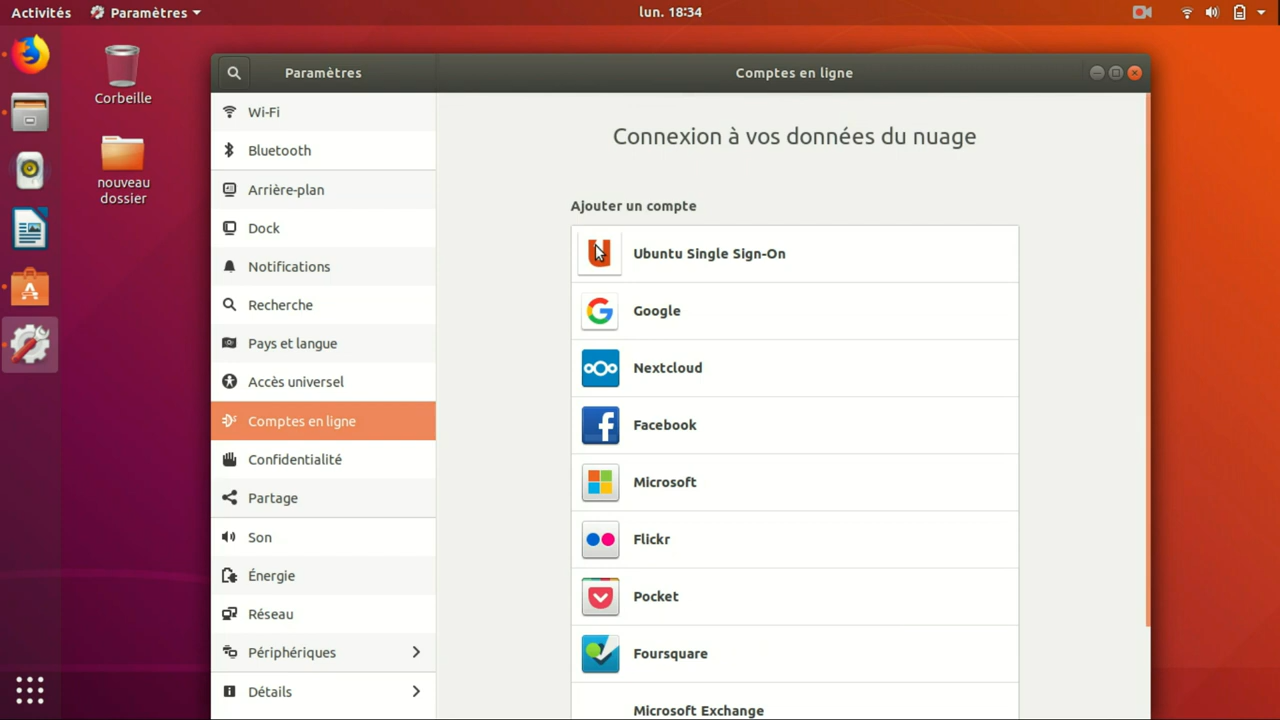 Activités
Paramètres
lun. 18:34
Corbeille
nouveau
dossier
Paramètres
Comptes en ligne
Wi-Fi
Bluetooth
Arrière-plan
Dock
Notifications
Recherche
Pays et langue
Accès universel
Comptes en ligne
Confidentialité
Partage
Son
Énergie
Réseau
Périphériques
Détails
Connexion à vos données du nuage
Ajouter un compte
Ubuntu Single Sign-On
Google
Nextcloud
Facebook
Microsoft
Flickr
Pocket
Foursquare
Microsoft Exchange